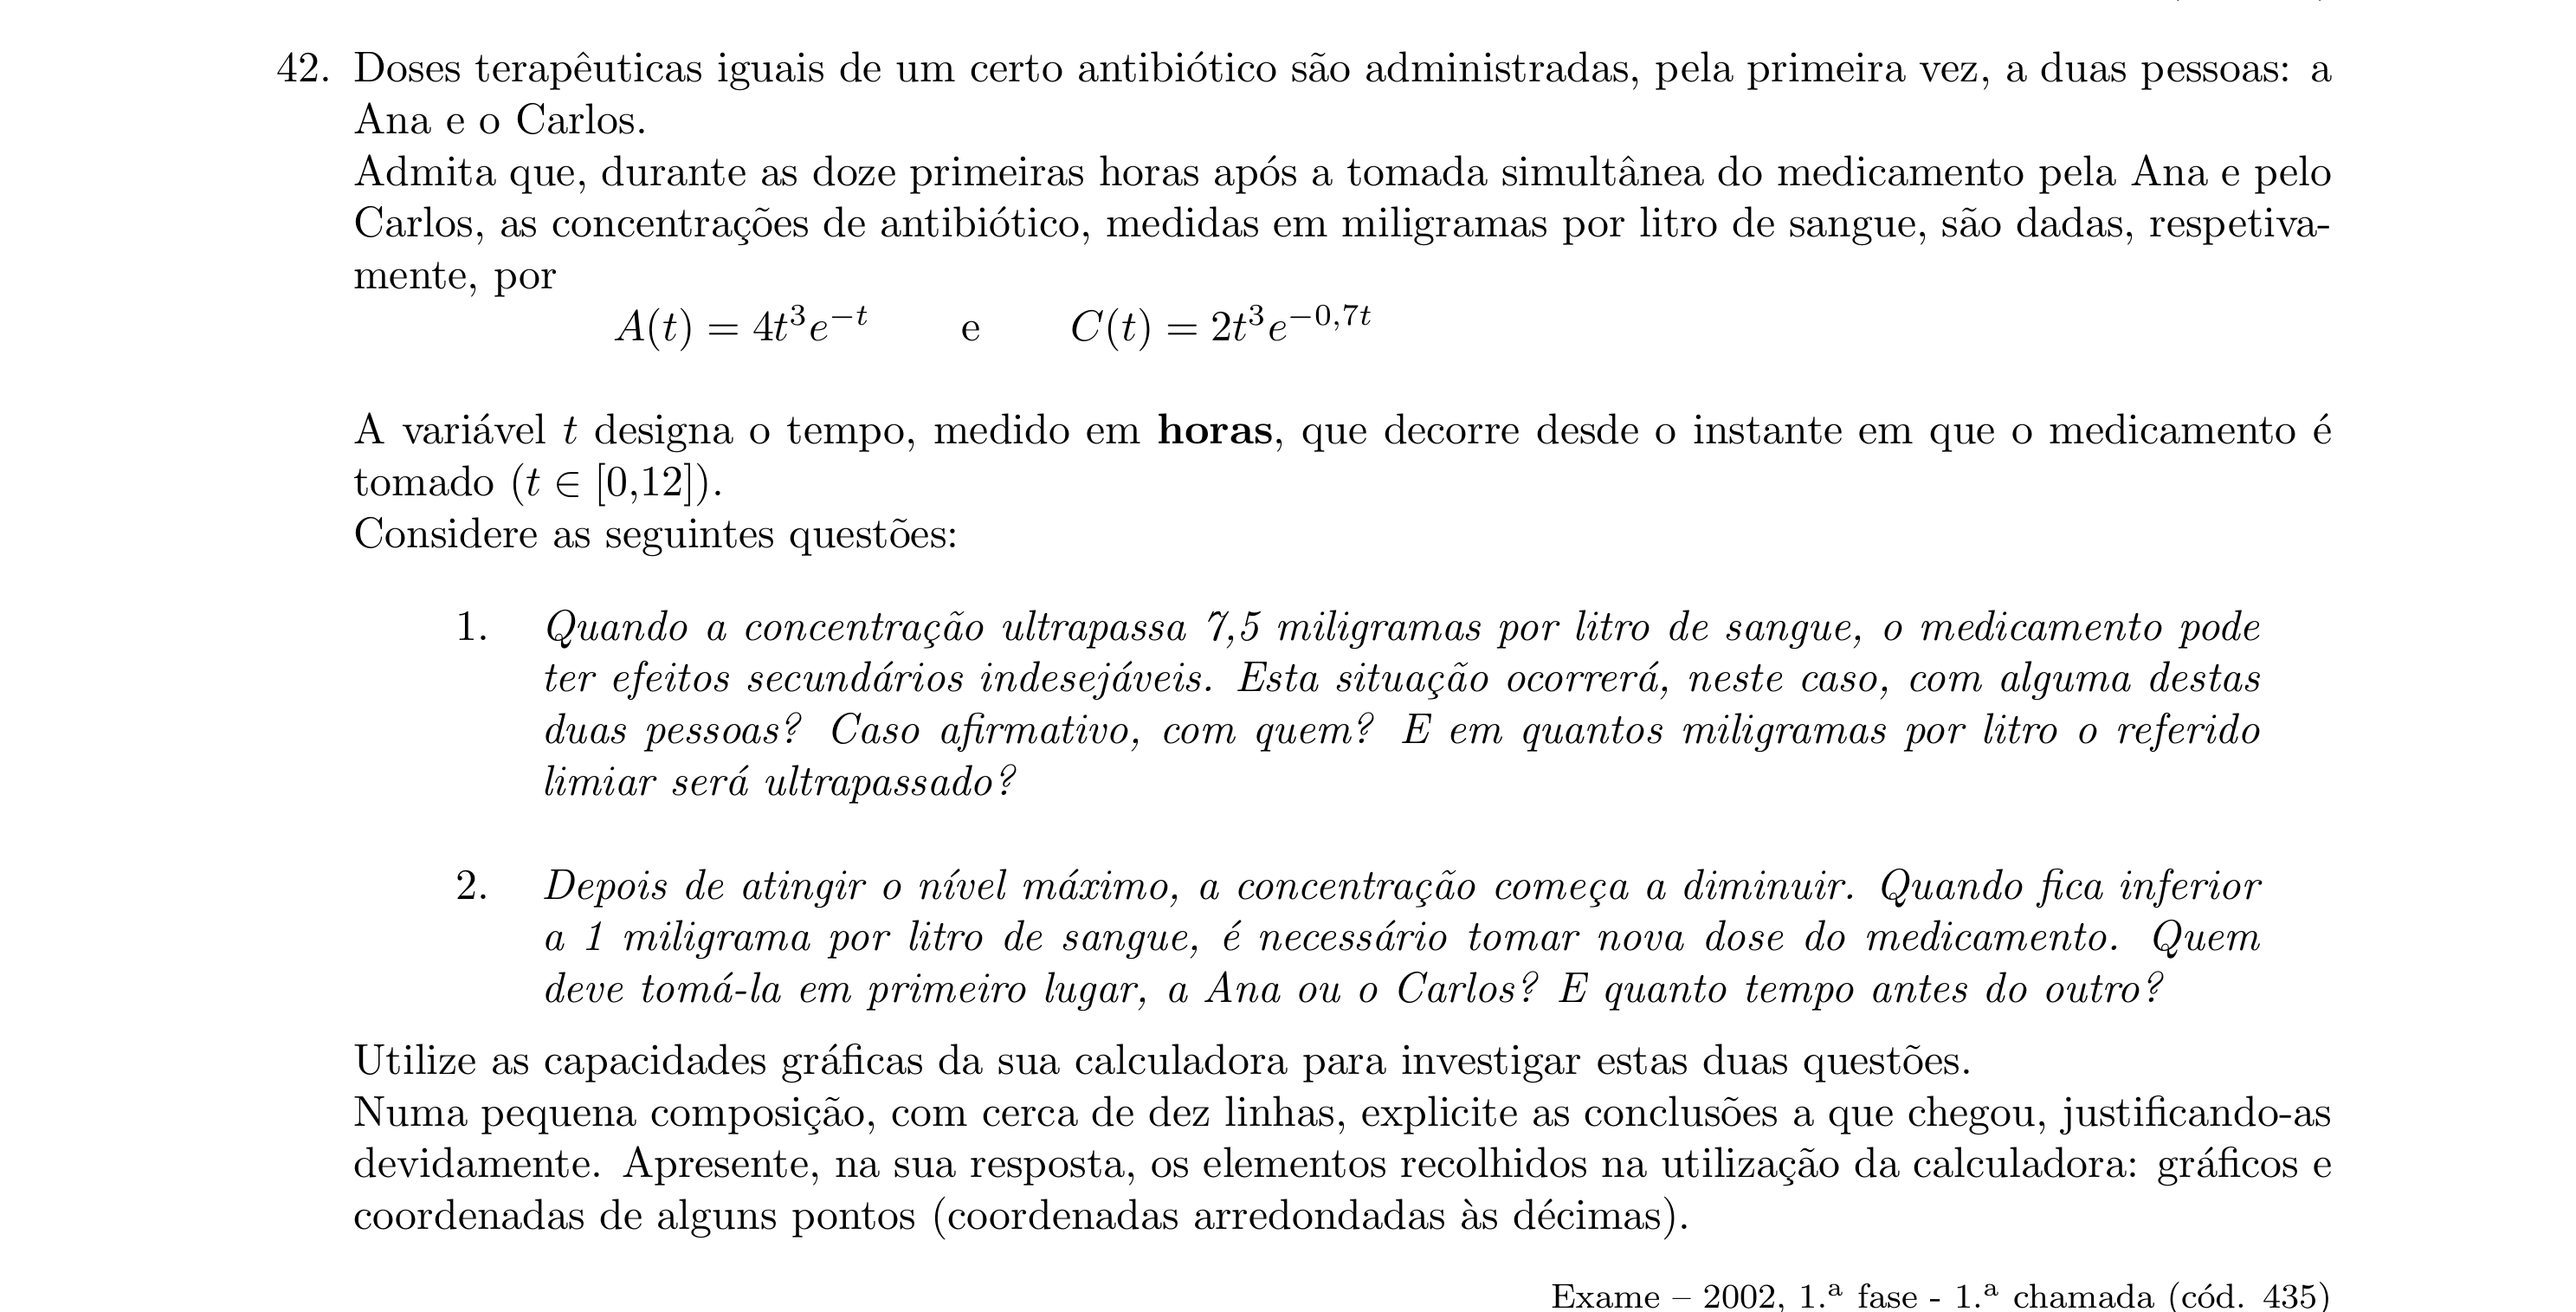 42. Doses terapêuticas iguais de um certo antibiótico são administradas, pela primeira vez, a duas pessoas: a
Ana e o Carlos.
Admita que, durante as doze primeiras horas após a tomada simultânea do medicamento pela Ana e pelo
Carlos, as concentrações de antibiótico, medidas em miligramas por litro de sangue, são dadas, respetiva-
mente, por
A(t) = 4t³e⁻ᵗ e C(t) = 2t³e⁻⁰,⁷ᵗ
A variável t designa o tempo, medido em horas, que decorre desde o instante em que o medicamento é
tomado (t ∈ [0,12]).
Considere as seguintes questões:
1. Quando a concentração ultrapassa 7,5 miligramas por litro de sangue, o medicamento pode
ter efeitos secundários indesejáveis. Esta situação ocorrerá, neste caso, com alguma destas
duas pessoas? Caso afirmativo, com quem? E em quantos miligramas por litro o referido
limiar será ultrapassado?
2. Depois de atingir o nível máximo, a concentração começa a diminuir. Quando fica inferior
a 1 miligrama por litro de sangue, é necessário tomar nova dose do medicamento. Quem
deve tomá-la em primeiro lugar, a Ana ou o Carlos? E quanto tempo antes do outro?
Utilize as capacidades gráficas da sua calculadora para investigar estas duas questões.
Numa pequena composição, com cerca de dez linhas, explicite as conclusões a que chegou, justificando-as
devidamente. Apresente, na sua resposta, os elementos recolhidos na utilização da calculadora: gráficos e
coordenadas de alguns pontos (coordenadas arredondadas às décimas).
Exame – 2002, 1.ª fase - 1.ª chamada (cód. 435)